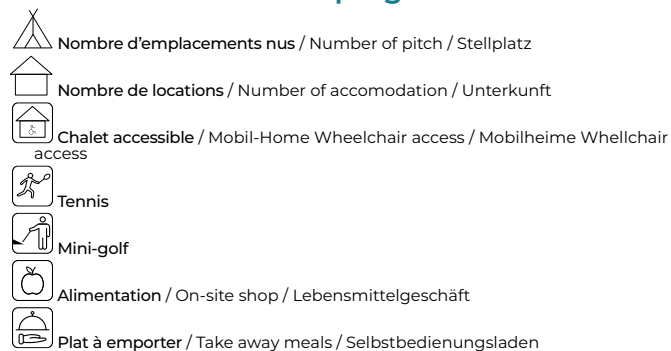 Nombre d'emplacements nus / Number of pitch / Stellplatz
Nombre de locations / Number of accomodation / Unterkunft
Chalet accessible / Mobil-Home Wheelchair access / Mobilheime Whellchair
access
Tennis
Mini-golf
Alimentation / On-site shop / Lebensmittelgeschäft
Plat à emporter / Take away meals / Selbstbedienungsladen